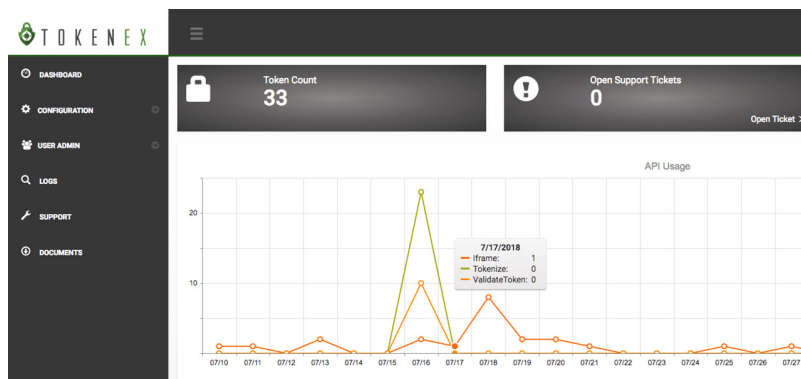 TOKENEX
DASHBOARD
CONFIGURATION
USER ADMIN
LOGS
SUPPORT
DOCUMENTS
Token Count
33
Open Support Tickets
0
Open Ticket
API Usage
20
10
7/17/2018
Iframe: 1
Tokenize: 0
ValidateToken: 0
07/10 07/11 07/12 07/13 07/14 07/15 07/16 07/17 07/18 07/19 07/20 07/21 07/22 07/23 07/24 07/25 07/26 07/27